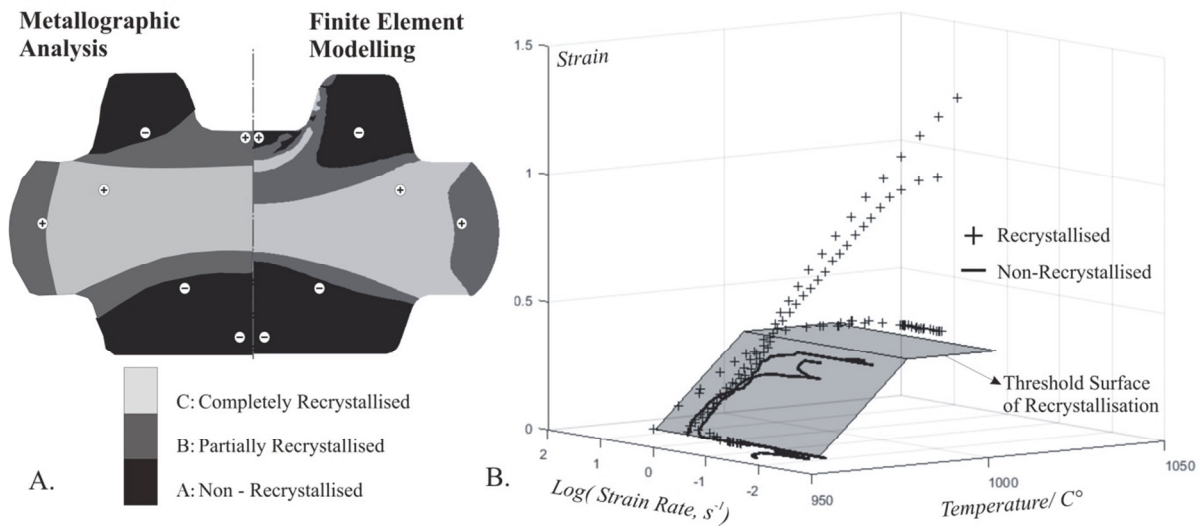 Metallographic
Analysis
Finite Element
Modelling
C: Completely Recrystallised
B: Partially Recrystallised
A: Non - Recrystallised
A.
1.5
Strain
1
0.5
0
2
1
0
-1
-2
950
1000
1050
+ Recrystallised
Non-Recrystallised
Threshold Surface
of Recrystallisation
Log( Strain Rate, s⁻¹)
Temperature/ C°
B.